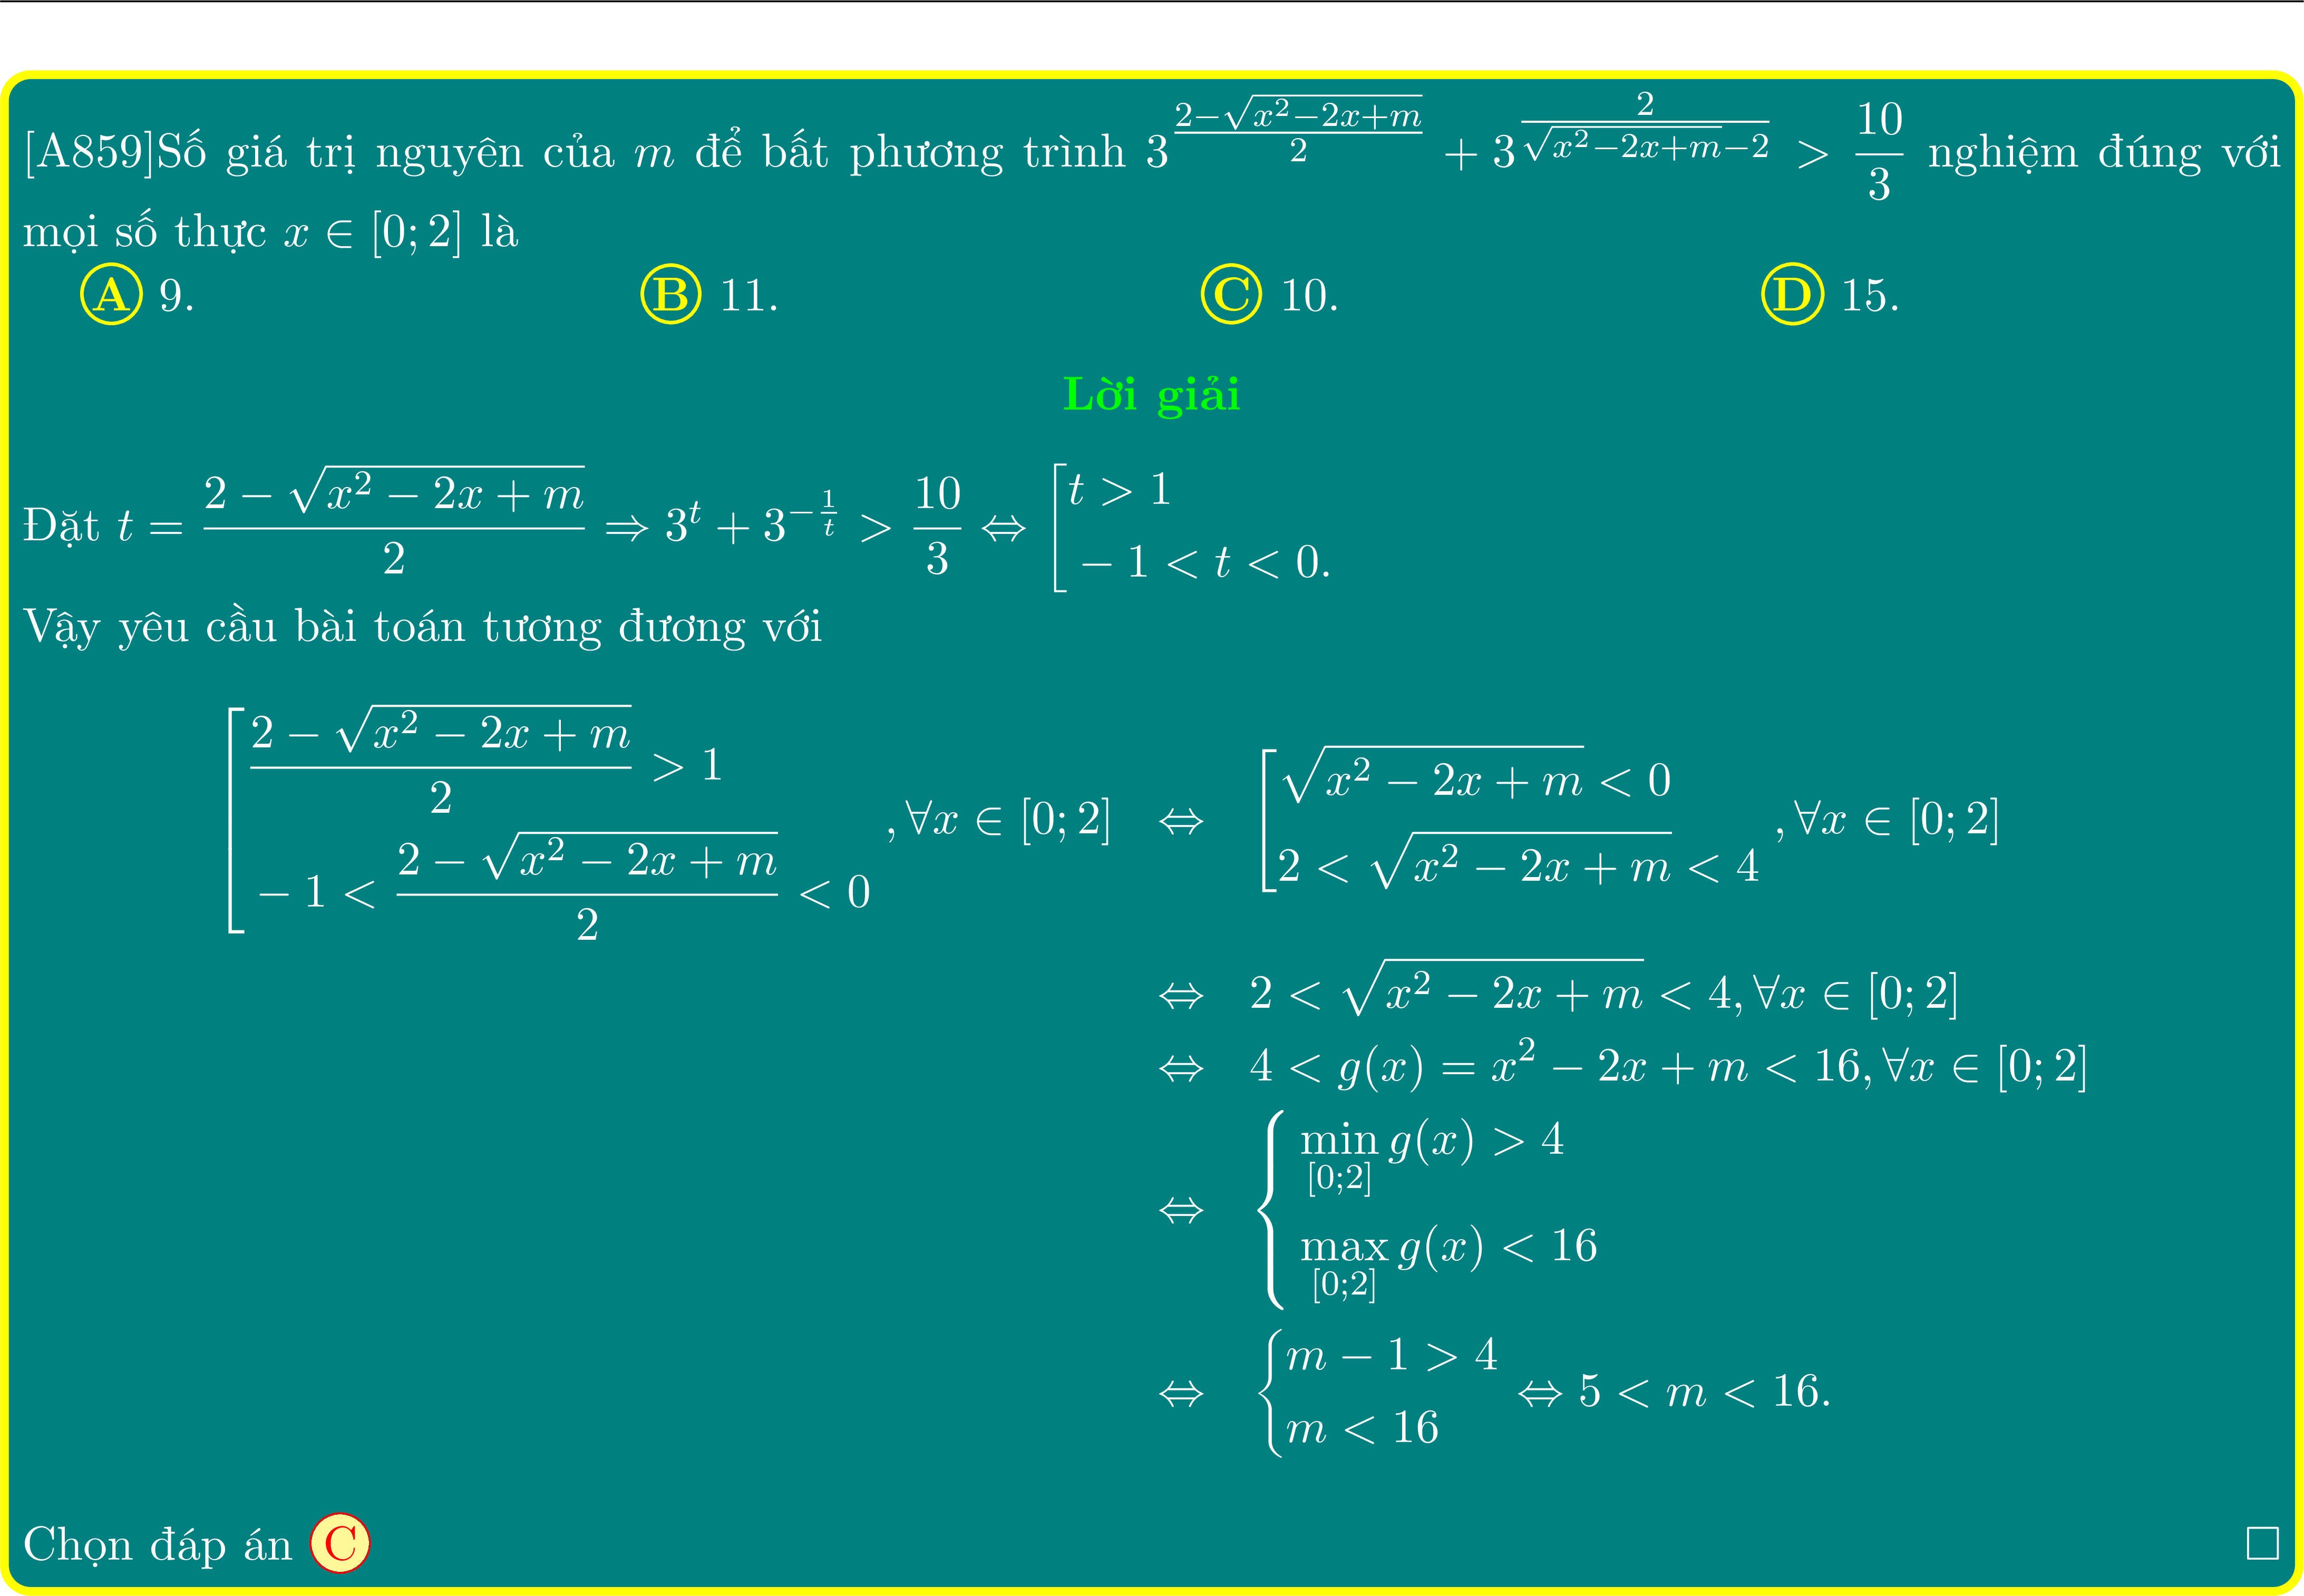 [A859]Số giá trị nguyên của $m$ để bất phương trình $3^{\frac{2-\sqrt{x^2-2x+m}}{2}} + 3^{\frac{2}{\sqrt{x^2-2x+m}-2}} > \frac{10}{3}$ nghiệm đúng với
mọi số thực $x \in [0; 2]$ là
A 9. B 11. C 10. D 15.
Lời giải
Đặt $t = \frac{2-\sqrt{x^2-2x+m}}{2} \Rightarrow 3^t + 3^{-\frac{1}{t}} > \frac{10}{3} \Leftrightarrow \left[\begin{array}{l} t > 1 \\ -1 < t < 0. \end{array}\right.$
Vậy yêu cầu bài toán tương đương với
$\left[\begin{array}{l} \frac{2-\sqrt{x^2-2x+m}}{2} > 1 \\ -1 < \frac{2-\sqrt{x^2-2x+m}}{2} < 0 \end{array}\right. , \forall x \in [0; 2] \Leftrightarrow \left[\begin{array}{l} \sqrt{x^2-2x+m} < 0 \\ 2 < \sqrt{x^2-2x+m} < 4 \end{array}\right. , \forall x \in [0; 2]$
$\Leftrightarrow 2 < \sqrt{x^2-2x+m} < 4, \forall x \in [0; 2]$
$\Leftrightarrow 4 < g(x) = x^2 - 2x + m < 16, \forall x \in [0; 2]$
$\Leftrightarrow \left\{\begin{array}{l} \min\limits_{[0;2]} g(x) > 4 \\ \max\limits_{[0;2]} g(x) < 16 \end{array}\right.$
$\Leftrightarrow \left\{\begin{array}{l} m - 1 > 4 \\ m < 16 \end{array}\right. \Leftrightarrow 5 < m < 16.$
Chọn đáp án C □